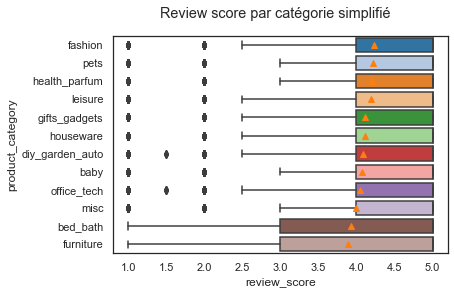 Review score par catégorie simplifié
product_category
fashion
pets
health_parfum
leisure
gifts_gadgets
houseware
diy_garden_auto
baby
office_tech
misc
bed_bath
furniture
1.0 1.5 2.0 2.5 3.0 3.5 4.0 4.5 5.0
review_score